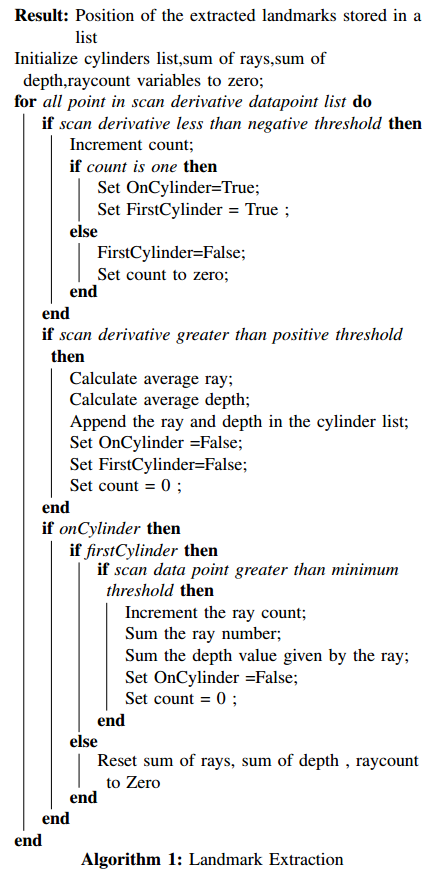 Result: Position of the extracted landmarks stored in a
list
Initialize cylinders list,sum of rays,sum of
depth,raycount variables to zero;
for all point in scan derivative datapoint list do
if scan derivative less than negative threshold then
Increment count;
if count is one then
Set OnCylinder=True;
Set FirstCylinder = True ;
else
FirstCylinder=False;
Set count to zero;
end
end
if scan derivative greater than positive threshold
then
Calculate average ray;
Calculate average depth;
Append the ray and depth in the cylinder list;
Set OnCylinder =False;
Set FirstCylinder=False;
Set count = 0 ;
end
if onCylinder then
if firstCylinder then
if scan data point greater than minimum
threshold then
Increment the ray count;
Sum the ray number;
Sum the depth value given by the ray;
Set OnCylinder =False;
Set count = 0 ;
end
else
Reset sum of rays, sum of depth , raycount
to Zero
end
end
end
Algorithm 1: Landmark Extraction